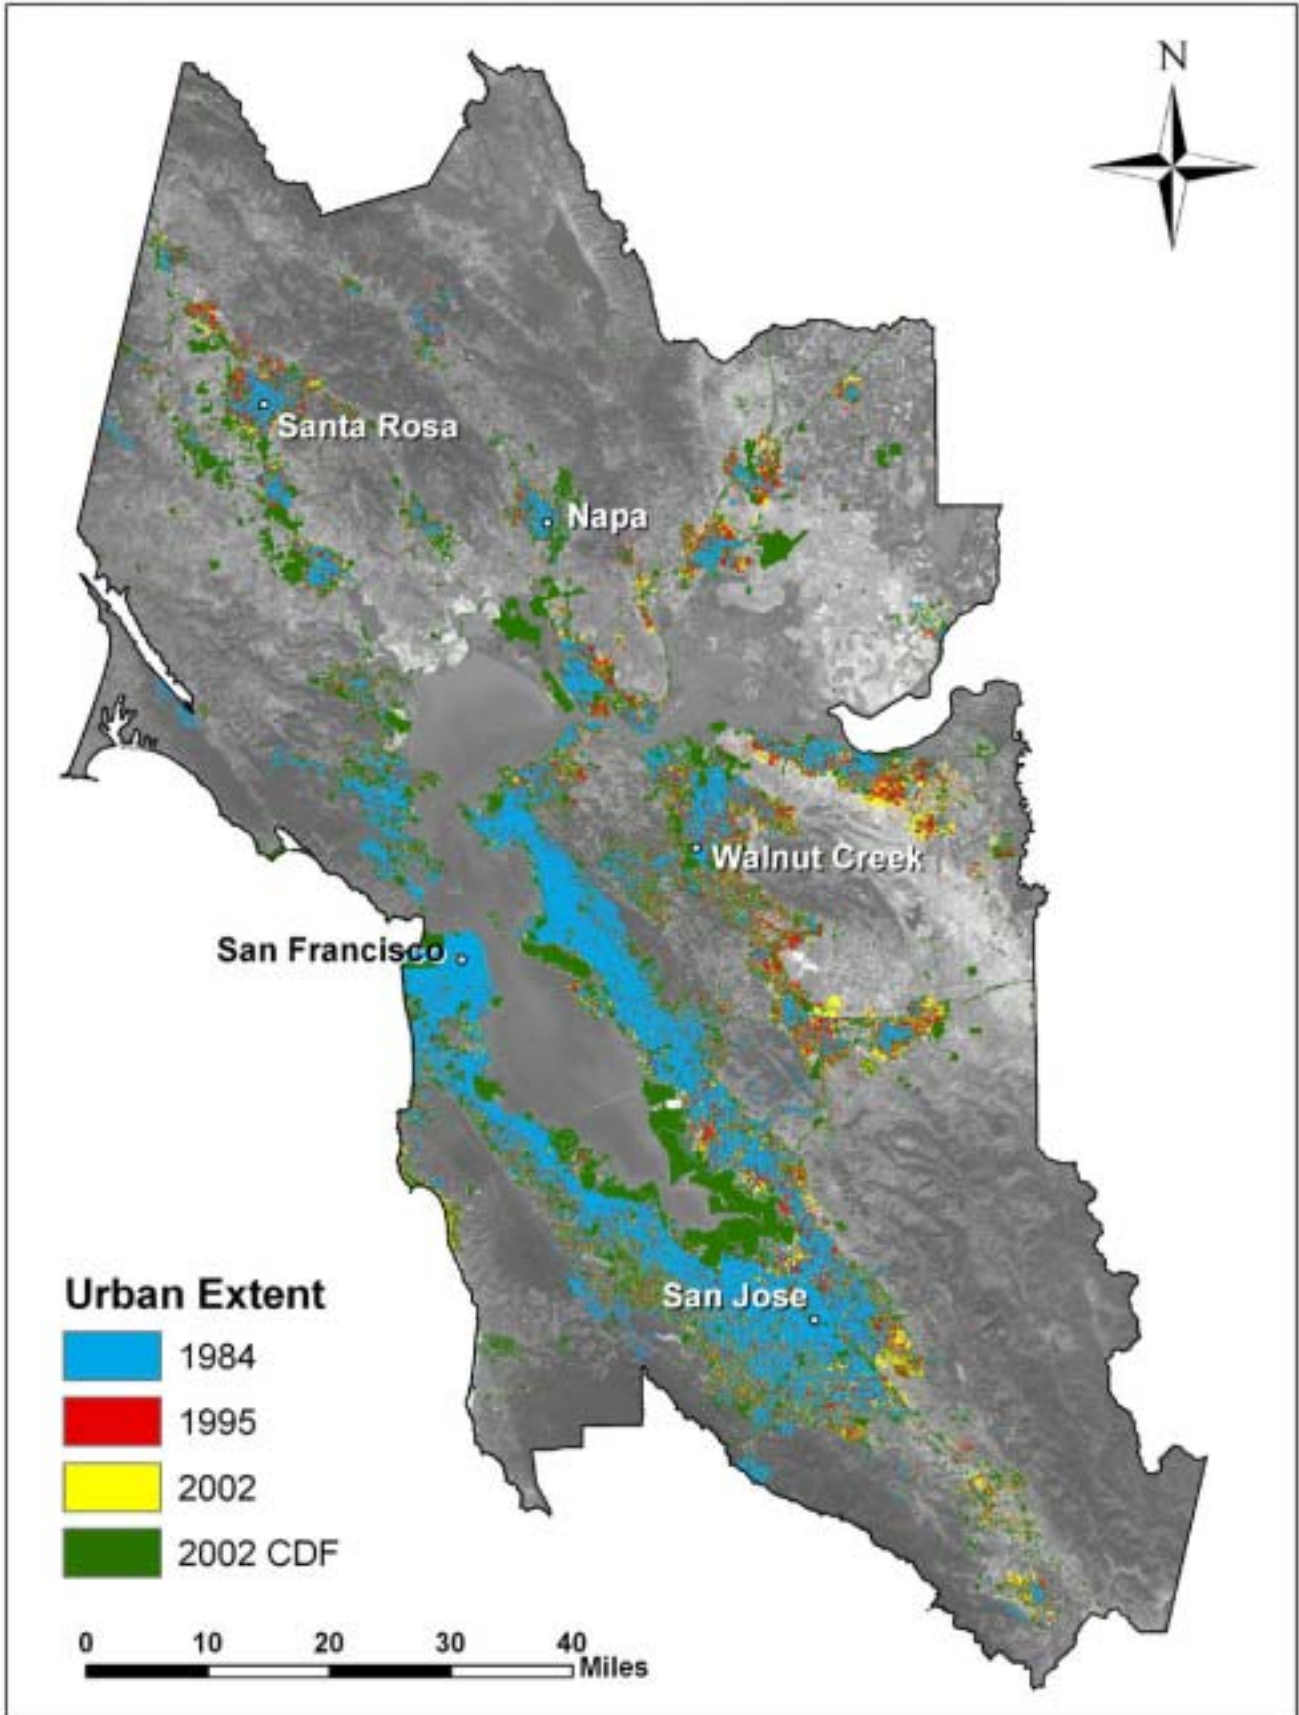 N
Santa Rosa
Napa
Walnut Creek
San Francisco
San Jose
Urban Extent
1984
1995
2002
2002 CDF
0 10 20 30 40
Miles